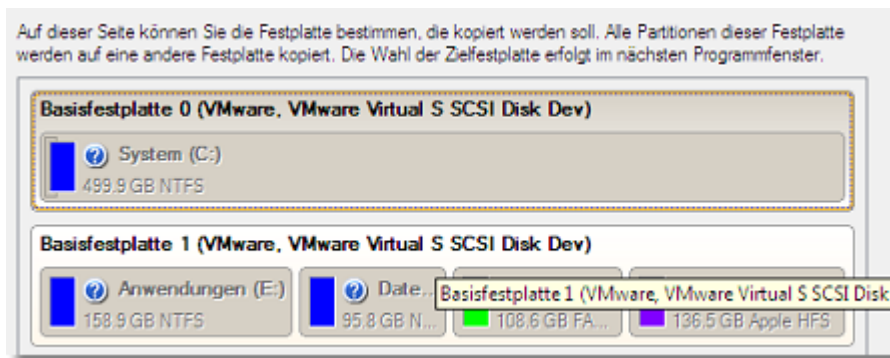 Auf dieser Seite können Sie die Festplatte bestimmen, die kopiert werden soll. Alle Partitionen dieser Festplatte
werden auf eine andere Festplatte kopiert. Die Wahl der Zielfestplatte erfolgt im nächsten Programmfenster.
Basisfestplatte 0 (VMware, VMware Virtual S SCSI Disk Dev)
System (C:)
499.9 GB NTFS
Basisfestplatte 1 (VMware, VMware Virtual S SCSI Disk Dev)
Anwendungen (E:)
158.9 GB NTFS
Date...
95.8 GB N...
Basisfestplatte 1 (VMware, VMware Virtual S SCSI Disk
108.6 GB FA...
136.5 GB Apple HFS